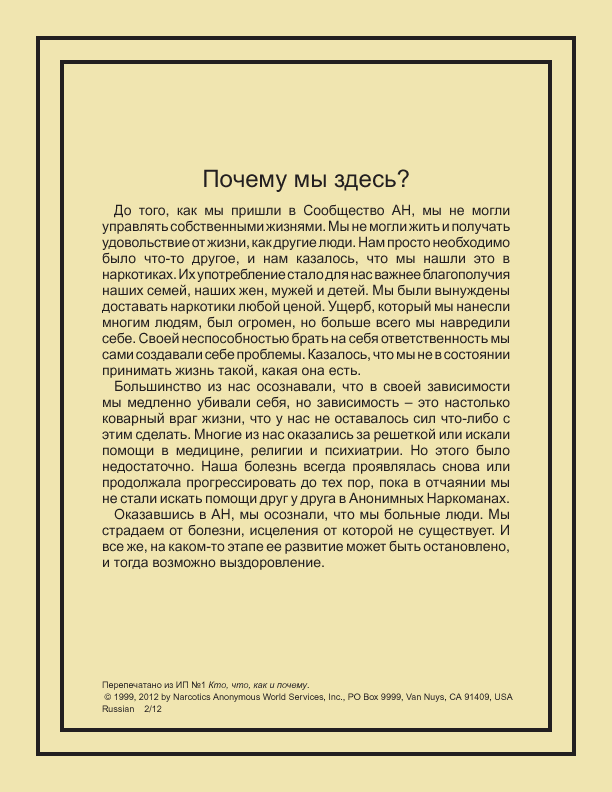 Почему мы здесь?
До того, как мы пришли в Сообщество АН, мы не могли
управлять собственными жизнями. Мы не могли жить и получать
удовольствие от жизни, как другие люди. Нам просто необходимо
было что-то другое, и нам казалось, что мы нашли это в
наркотиках. Их употребление стало для нас важнее благополучия
наших семей, наших жен, мужей и детей. Мы были вынуждены
доставать наркотики любой ценой. Ущерб, который мы нанесли
многим людям, был огромен, но больше всего мы навредили
себе. Своей неспособностью брать на себя ответственность мы
сами создавали себе проблемы. Казалось, что мы не в состоянии
принимать жизнь такой, какая она есть.
Большинство из нас осознавали, что в своей зависимости
мы медленно убивали себя, но зависимость – это настолько
коварный враг жизни, что у нас не оставалось сил что-либо с
этим сделать. Многие из нас оказались за решеткой или искали
помощи в медицине, религии и психиатрии. Но этого было
недостаточно. Наша болезнь всегда проявлялась снова или
продолжала прогрессировать до тех пор, пока в отчаянии мы
не стали искать помощи друг у друга в Анонимных Наркоманах.
Оказавшись в АН, мы осознали, что мы больные люди. Мы
страдаем от болезни, исцеления от которой не существует. И
все же, на каком-то этапе ее развитие может быть остановлено,
и тогда возможно выздоровление.
Перепечатано из ИП №1 Кто, что, как и почему.
© 1999, 2012 by Narcotics Anonymous World Services, Inc., PO Box 9999, Van Nuys, CA 91409, USA
Russian 2/12